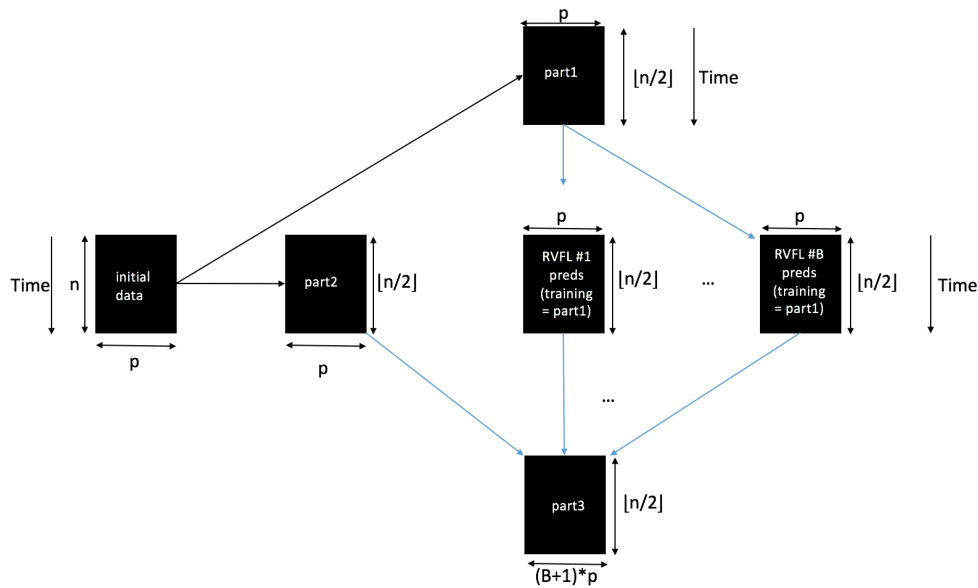 p
part1
⌊n/2⌋
Time
Time
n
initial
data
p
part2
⌊n/2⌋
p
p
RVFL #1
preds
(training
= part1)
⌊n/2⌋
...
p
RVFL #B
preds
(training
= part1)
⌊n/2⌋
Time
...
part3
⌊n/2⌋
(B+1)*p